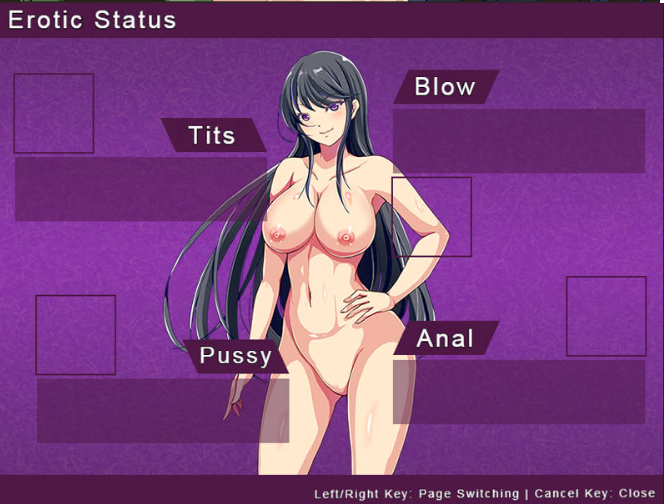 Erotic Status
Blow
Tits
Anal
Pussy
Left/Right Key: Page Switching | Cancel Key: Close